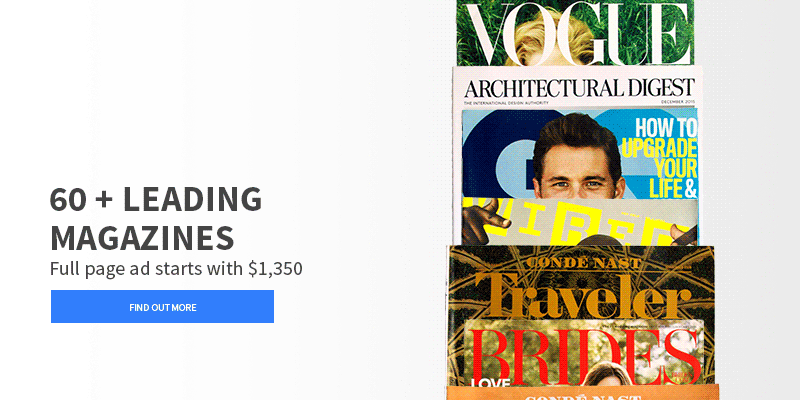 60 + LEADING
MAGAZINES
Full page ad starts with $1,350
FIND OUT MORE
VOGUE
ARCHITECTURAL DIGEST
THE INTERNATIONAL DESIGN AUTHORITY
DECEMBER 2015
GQ
HOW TO
UPGRADE
YOUR
LIFE &
WIRED
CONDÉ NAST
Traveler
BRIDES
LOVE
CONDÉ NAST